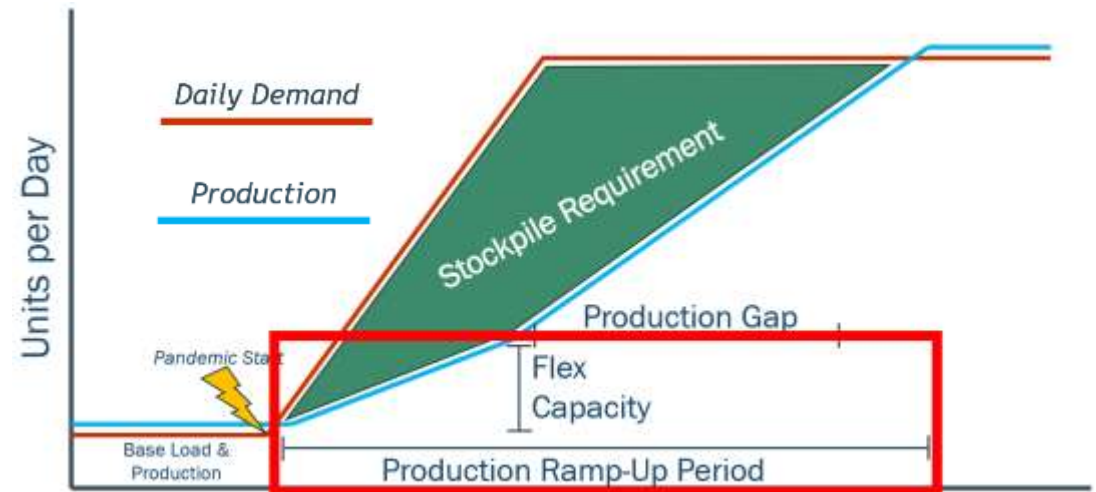 Daily Demand
Production
Units per Day
Stockpile Requirement
Production Gap
Pandemic Start
Flex
Capacity
Base Load &
Production
Production Ramp-Up Period